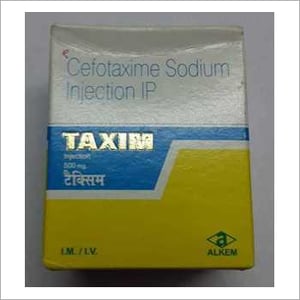 Cefotaxime Sodium
Injection IP
TAXIM
Injection
500 mg.
टैक्सिम
I.M. / I.V.
ALKEM